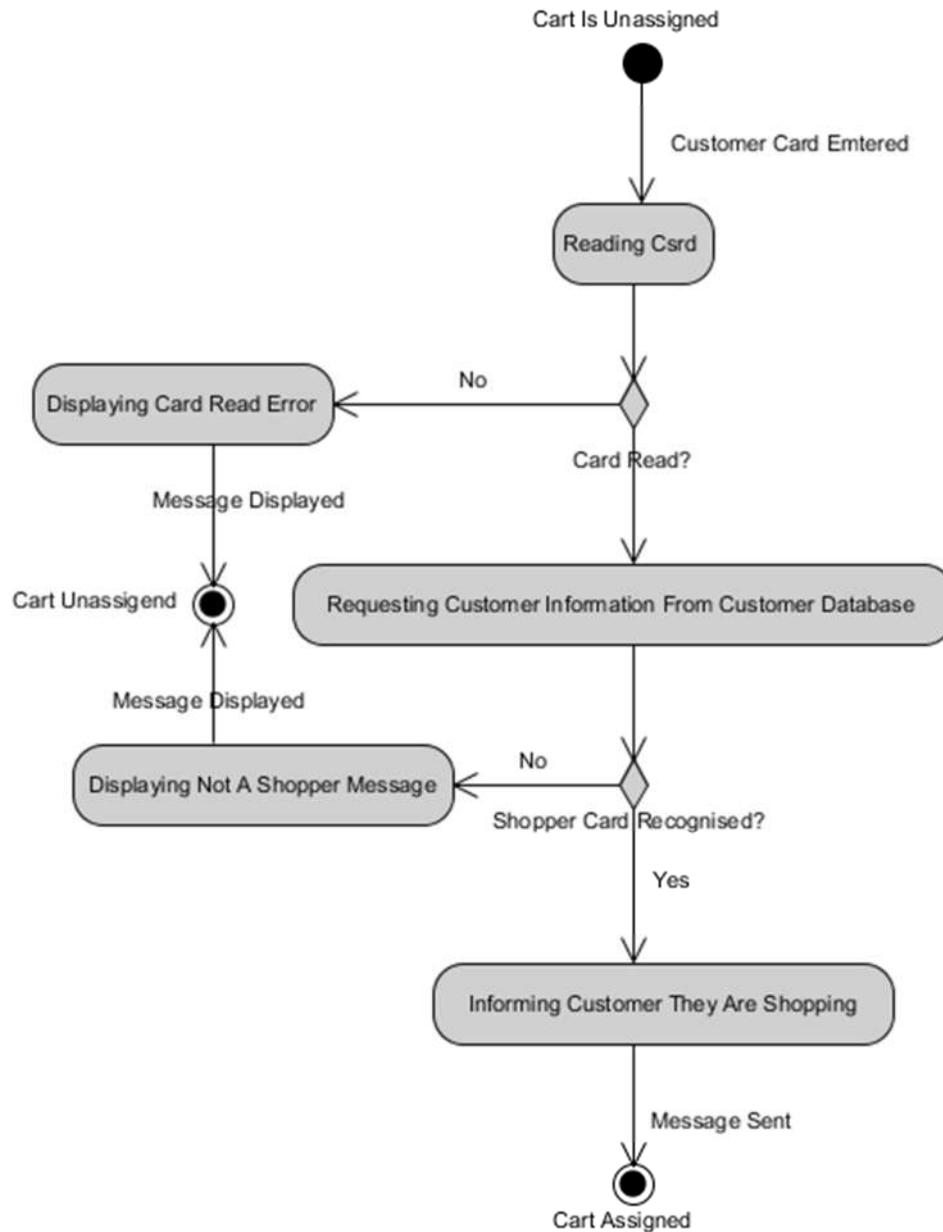 Cart Is Unassigned
Customer Card Emtered
Reading Csrd
No
Displaying Card Read Error
Card Read?
Message Displayed
Cart Unassigend
Requesting Customer Information From Customer Database
Message Displayed
No
Displaying Not A Shopper Message
Shopper Card Recognised?
Yes
Informing Customer They Are Shopping
Message Sent
Cart Assigned